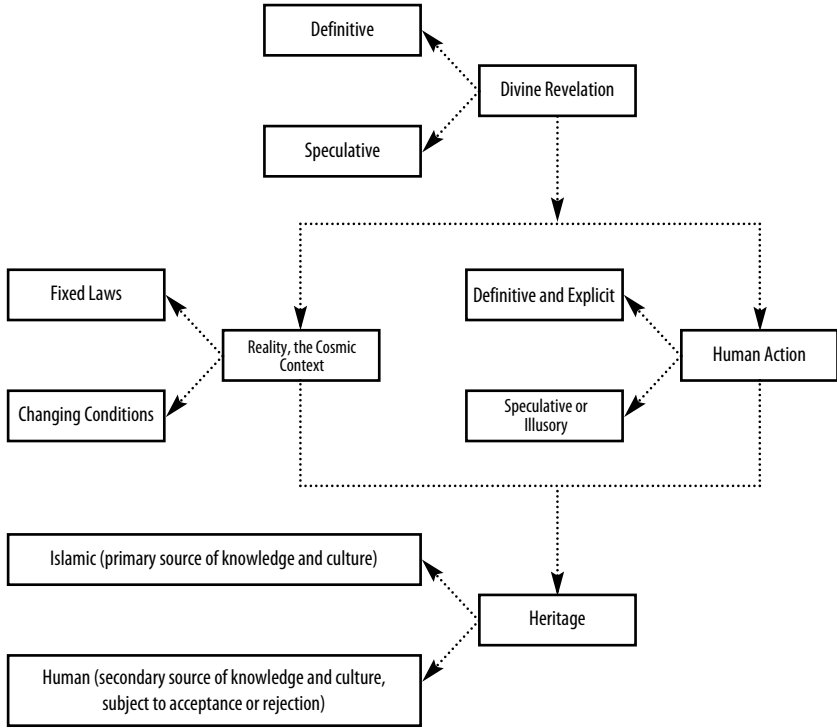 Definitive
Divine Revelation
Speculative
Fixed Laws
Definitive and Explicit
Reality, the Cosmic
Context
Human Action
Changing Conditions
Speculative or
Illusory
Islamic (primary source of knowledge and culture)
Heritage
Human (secondary source of knowledge and culture,
subject to acceptance or rejection)